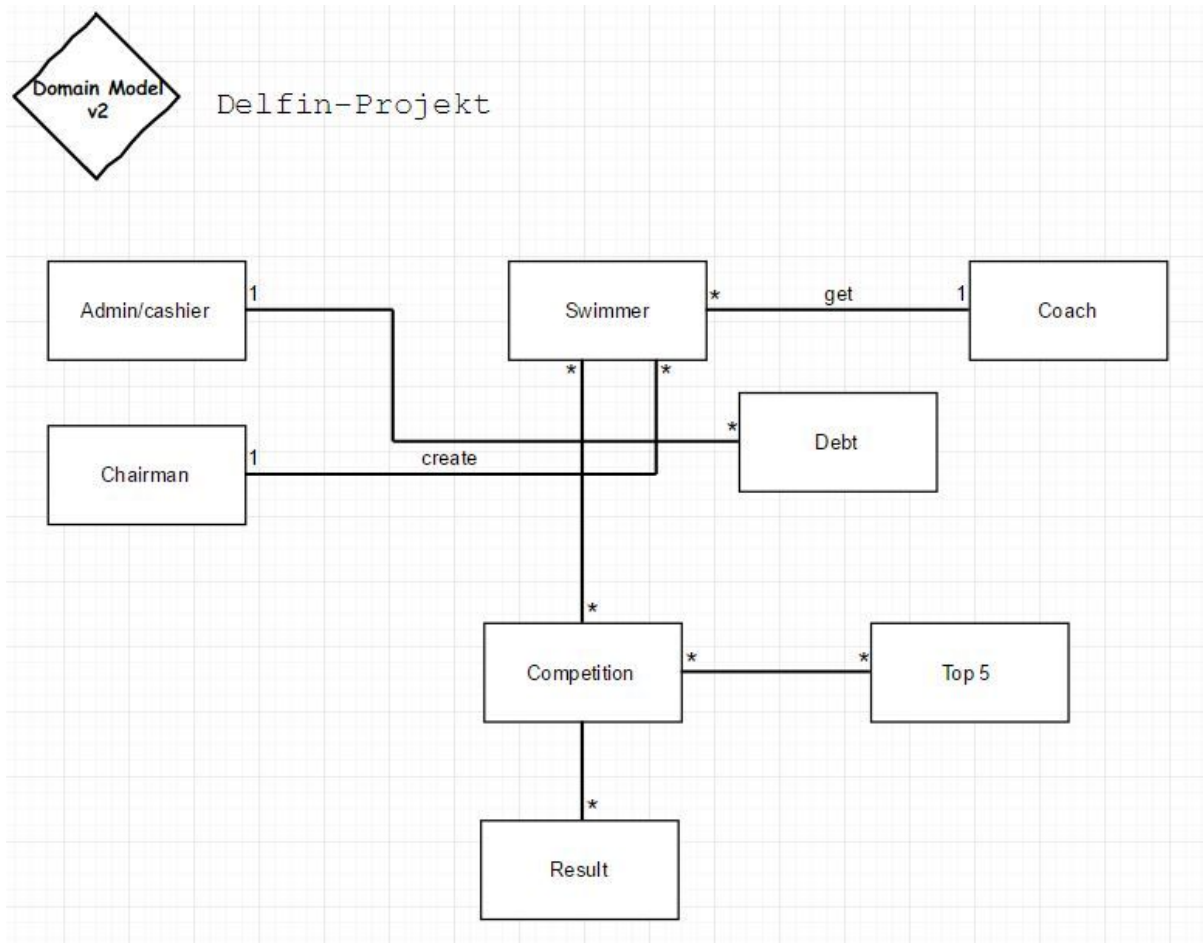 Domain Model
v2
Delfin-Projekt
Admin/cashier
1
Swimmer
*
get
1
Coach
*
*
*
Debt
Chairman
1
create
*
Competition
*
*
Top 5
*
Result